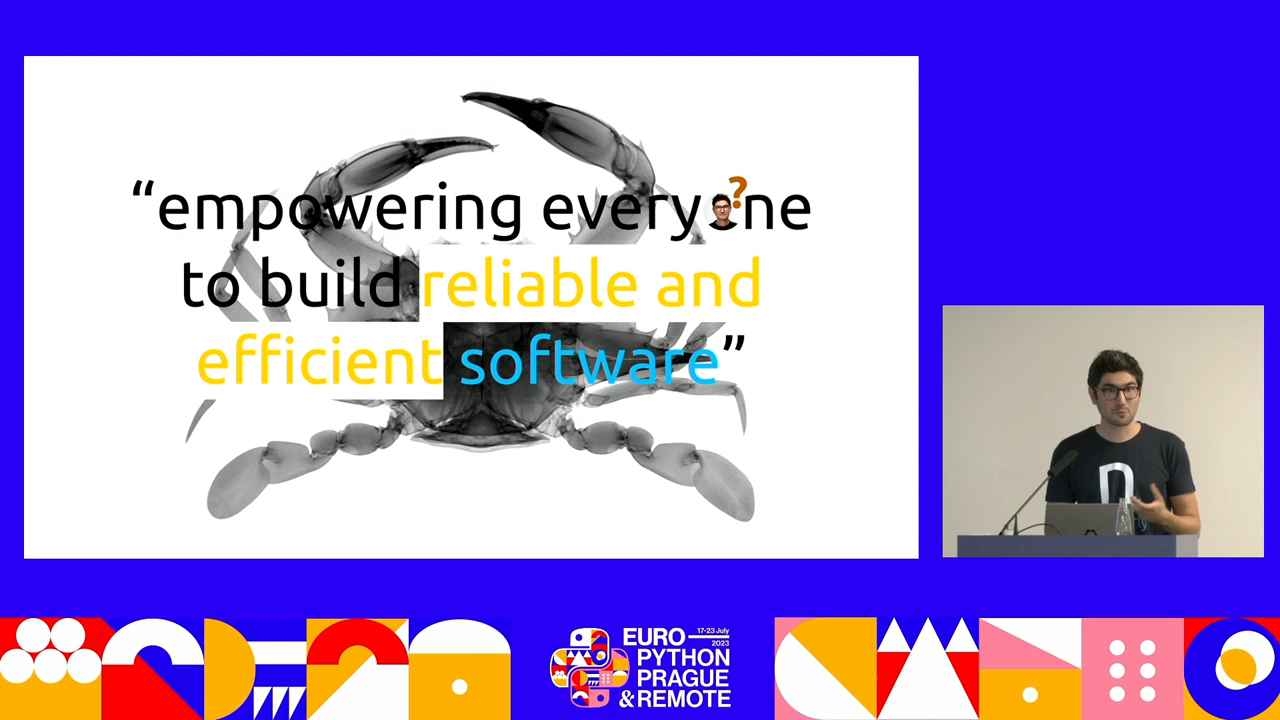 “empowering everyone
to build reliable and
efficient software”
17-23 July
2023
EURO
PYTHON
PRAGUE
& REMOTE